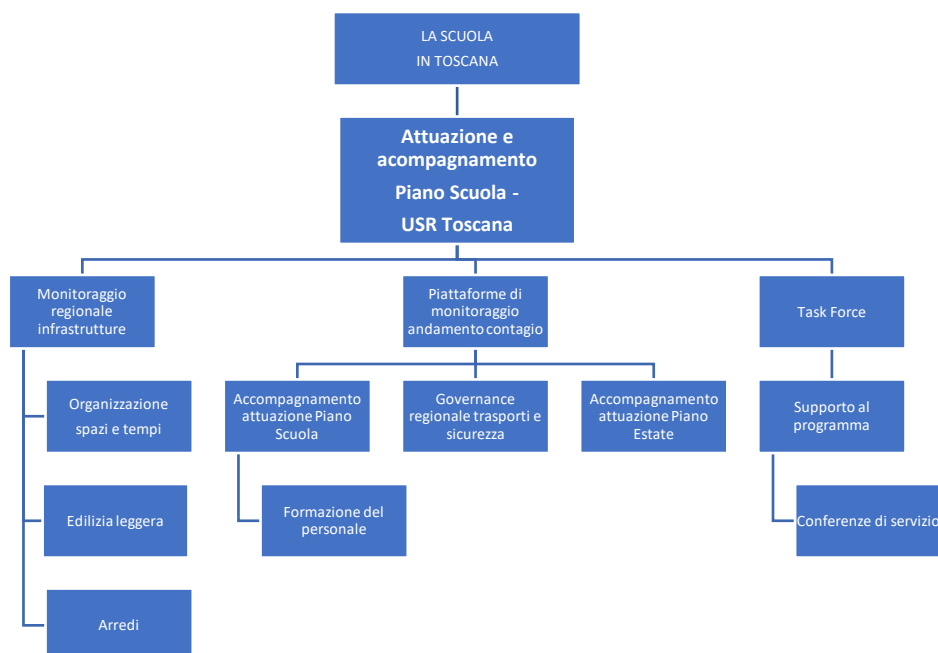 LA SCUOLA
IN TOSCANA
Attuazione e
acompagnamento
Piano Scuola -
USR Toscana
Monitoraggio
regionale
infrastrutture
Piattaforme di
monitoraggio
andamento contagio
Task Force
Organizzazione
spazi e tempi
Accompagnamento
attuazione Piano
Scuola
Governance
regionale trasporti e
sicurezza
Accompagnamento
attuazione Piano
Estate
Supporto al
programma
Edilizia leggera
Formazione del
personale
Conferenze di servizio
Arredi